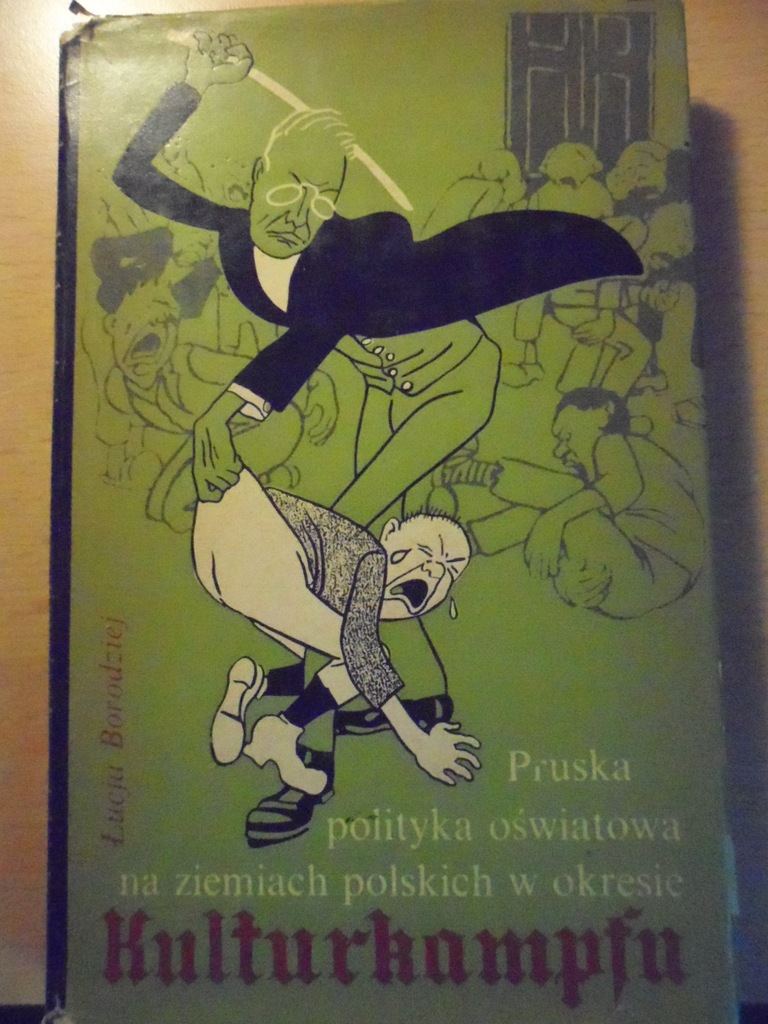 Łucja Borodziej
Pruska
polityka oświatowa
na ziemiach polskich w okresie
Kulturkampfu